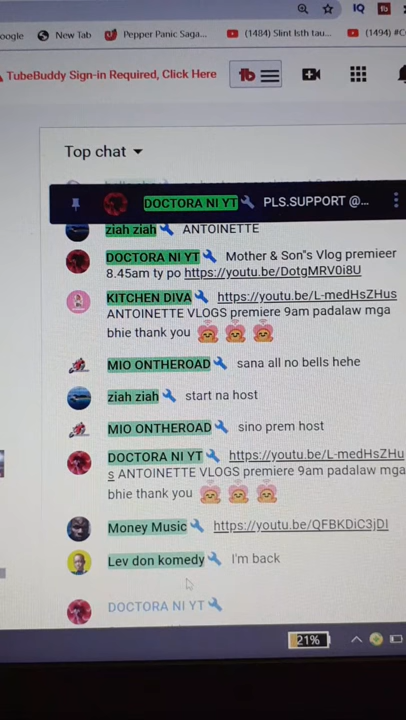 oogle New Tab Pepper Panic Saga... (1484) Slint Isth tau... (1494) #C
TubeBuddy Sign-in Required, Click Here tb
Top chat
DOCTORA NI YT PLS.SUPPORT @...
ziah ziah ANTOINETTE
DOCTORA NI YT Mother & Son"s Vlog premieer
8.45am ty po https://youtu.be/DotgMRV0i8U
KITCHEN DIVA https://youtu.be/L-medHsZHus
ANTOINETTE VLOGS premiere 9am padalaw mga
bhie thank you
MIO ONTHEROAD sana all no bells hehe
ziah ziah start na host
MIO ONTHEROAD sino prem host
DOCTORA NI YT https://youtu.be/L-medHsZHu
s ANTOINETTE VLOGS premiere 9am padalaw mga
bhie thank you
Money Music https://youtu.be/QFBKDiC3jDI
Lev don komedy I'm back
DOCTORA NI YT
21%